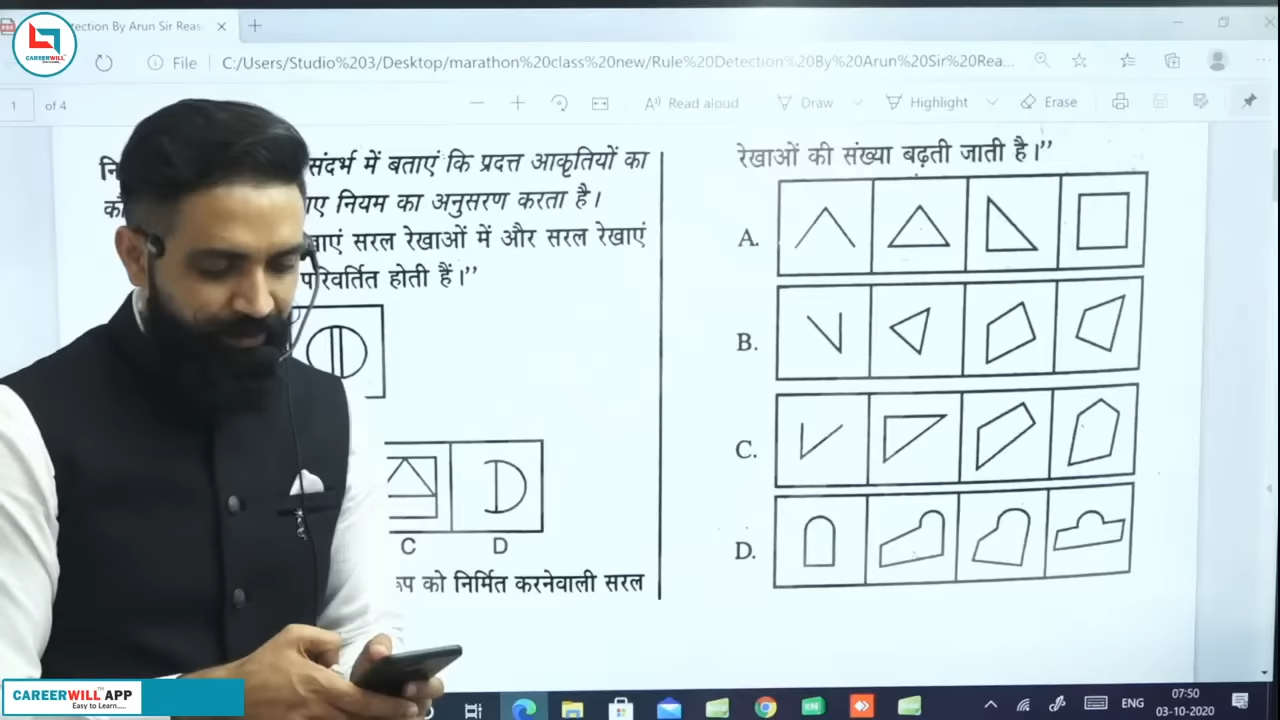 tection By Arun Sir Reas
CAREERWILL
File
C:/Users/Studio%203/Desktop/marathon%20class%20new/Rule%20Detection%20By%20Arun%20Sir%20Rea...
1 of 4
Read aloud
Draw
Highlight
Erase
नि
संदर्भ में बताएं कि प्रदत्त आकृतियों का
ए नियम का अनुसरण करता है।
एं सरल रेखाओं में और सरल रेखाएं
परिवर्तित होती हैं।”
C D
को निर्मित करनेवाली सरल
रेखाओं की संख्या बढ़ती जाती है।”
A.
B.
C.
D.
CAREERWILL APP
Easy to Learn.....
ENG
07:50
03-10-2020